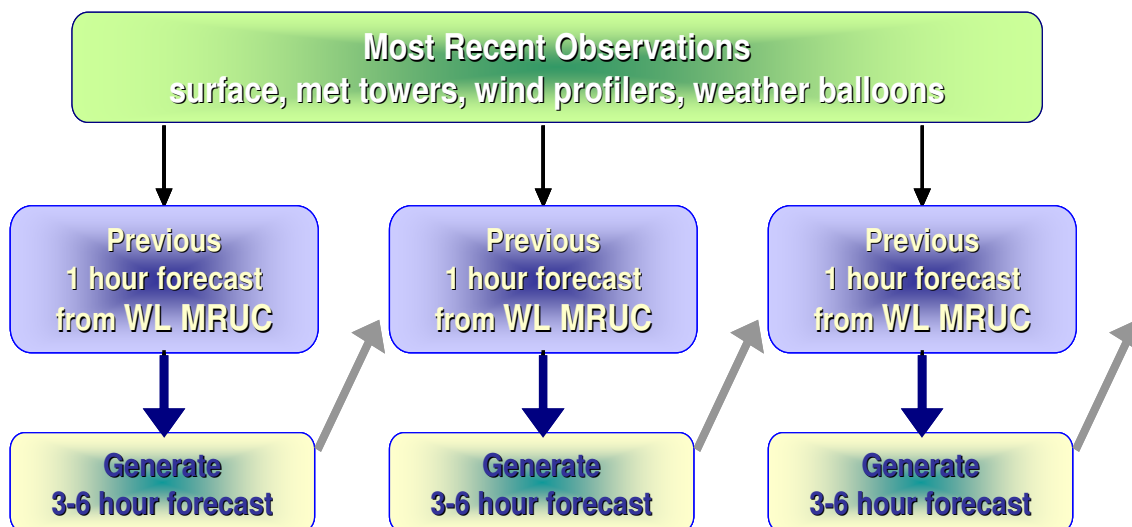 Most Recent Observations
surface, met towers, wind profilers, weather balloons
Previous
1 hour forecast
from WL MRUC
Previous
1 hour forecast
from WL MRUC
Previous
1 hour forecast
from WL MRUC
Generate
3-6 hour forecast
Generate
3-6 hour forecast
Generate
3-6 hour forecast